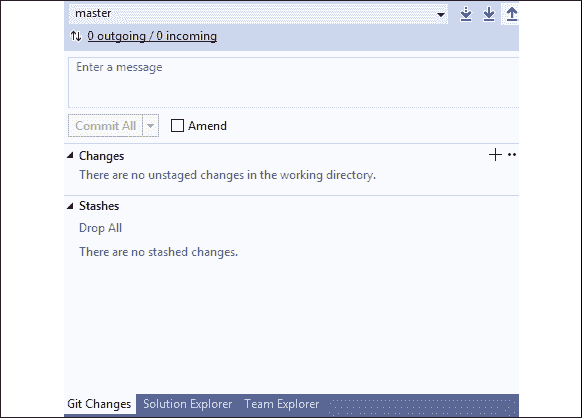 master
0 outgoing / 0 incoming
Enter a message
Commit All Amend
Changes
There are no unstaged changes in the working directory.
Stashes
Drop All
There are no stashed changes.
Git Changes Solution Explorer Team Explorer